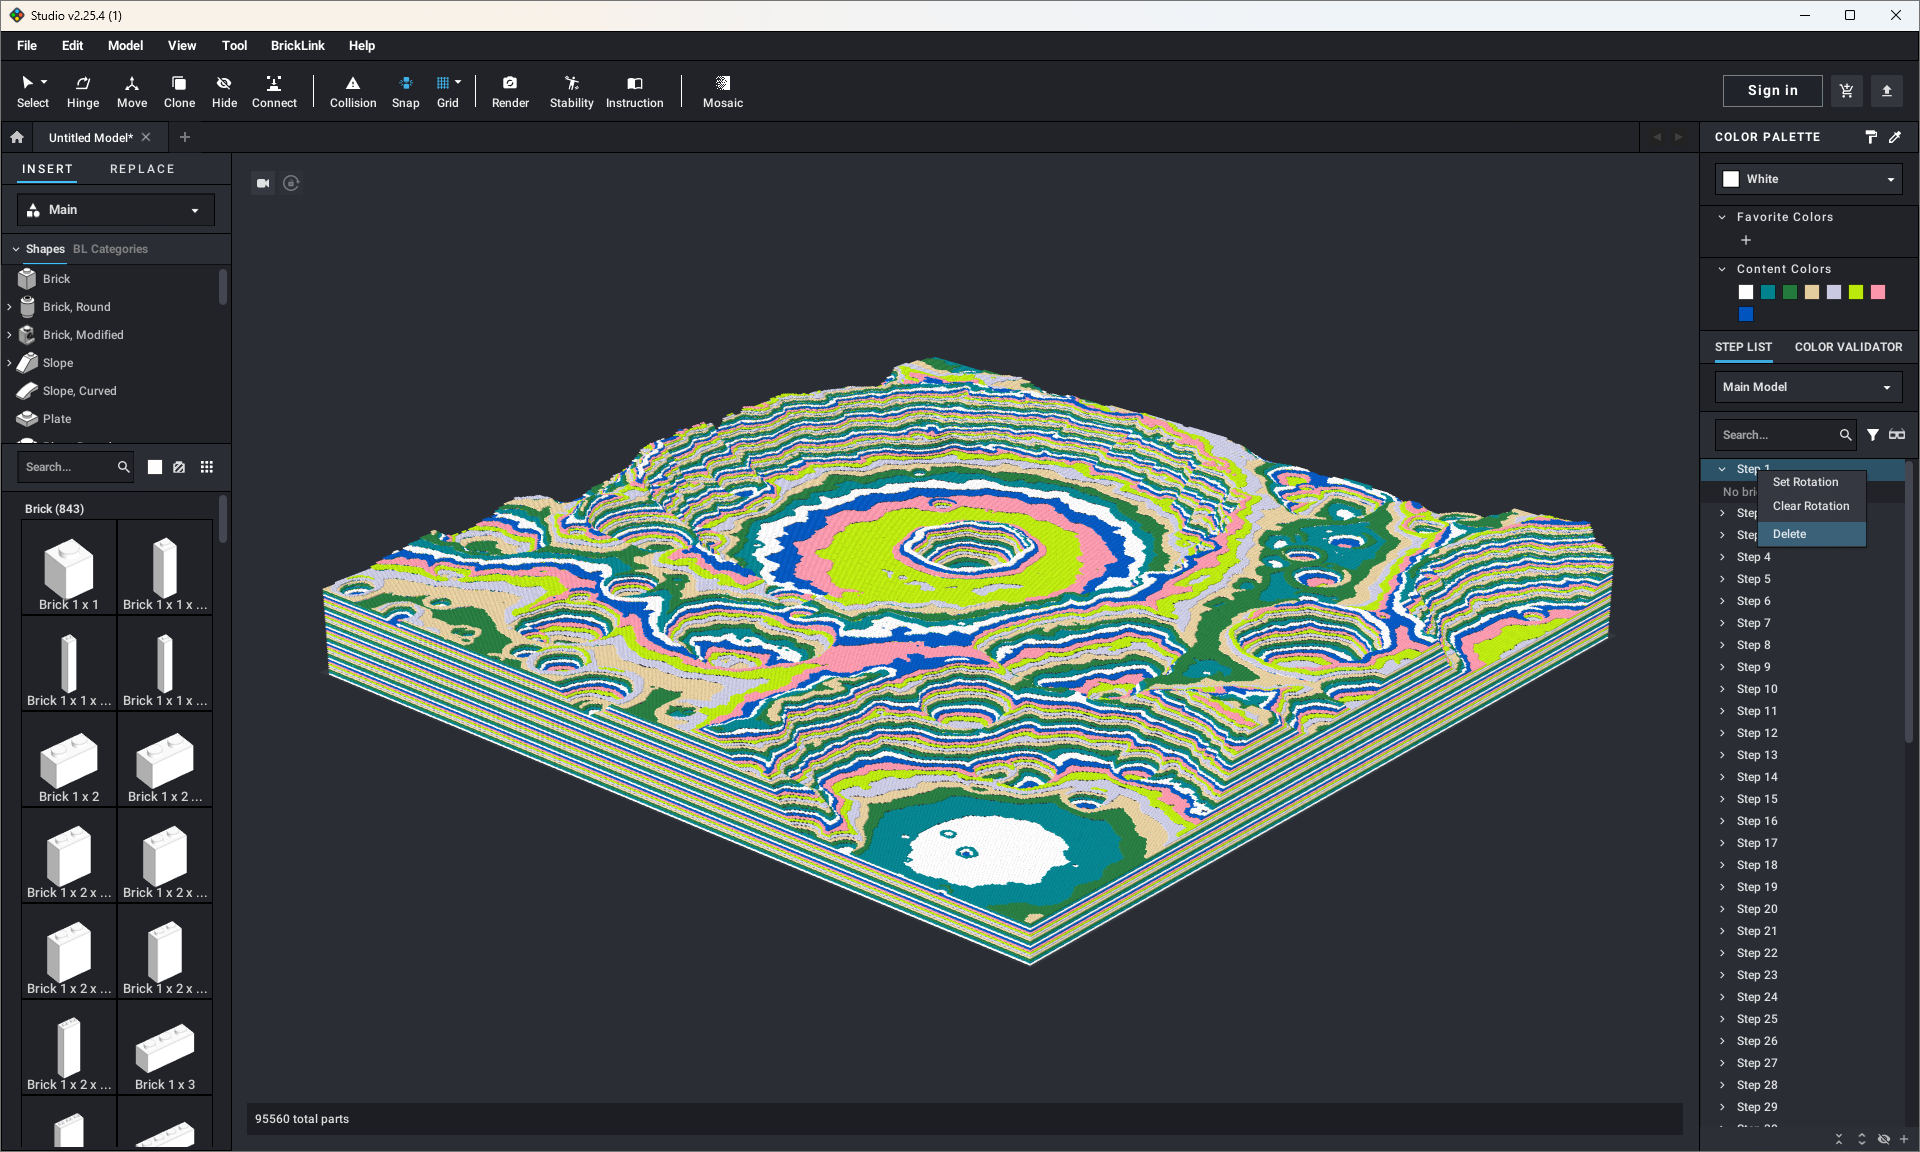 Studio v2.25.4 (1)
File Edit Model View Tool BrickLink Help
Select Hinge Move Clone Hide Connect Collision Snap Grid Render Stability Instruction Mosaic
Sign in
Untitled Model*
INSERT REPLACE
Main
Shapes BL Categories
Brick
Brick, Round
Brick, Modified
Slope
Slope, Curved
Plate
Search...
Brick (843)
Brick 1 x 1 Brick 1 x 1 x ...
Brick 1 x 1 x ... Brick 1 x 1 x ...
Brick 1 x 2 Brick 1 x 2 ...
Brick 1 x 2 x ... Brick 1 x 2 x ...
Brick 1 x 2 x ... Brick 1 x 2 x ...
Brick 1 x 2 x ... Brick 1 x 3
95560 total parts
COLOR PALETTE
White
Favorite Colors
Content Colors
STEP LIST COLOR VALIDATOR
Main Model
Search...
Step 1
Set Rotation
No bri
Clear Rotation
Step
Step
Delete
Step 4
Step 5
Step 6
Step 7
Step 8
Step 9
Step 10
Step 11
Step 12
Step 13
Step 14
Step 15
Step 16
Step 17
Step 18
Step 19
Step 20
Step 21
Step 22
Step 23
Step 24
Step 25
Step 26
Step 27
Step 28
Step 29